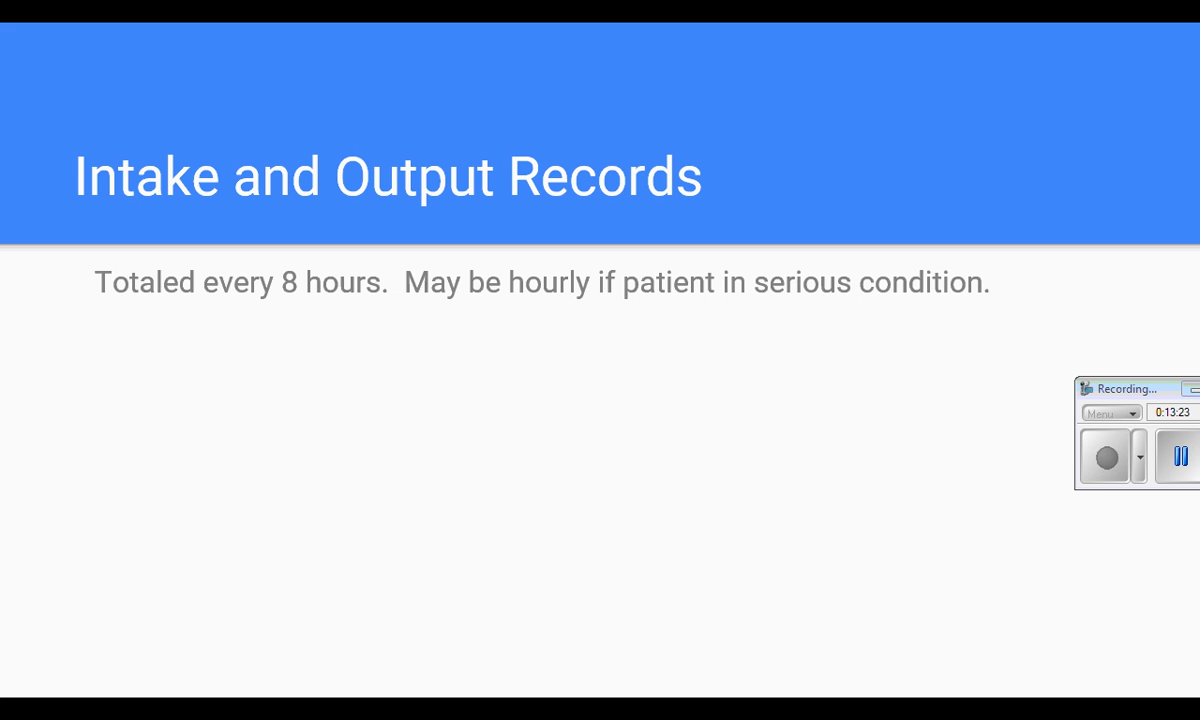 Intake and Output Records
Totaled every 8 hours.  May be hourly if patient in serious condition.
Recording...
Menu
0:13:23